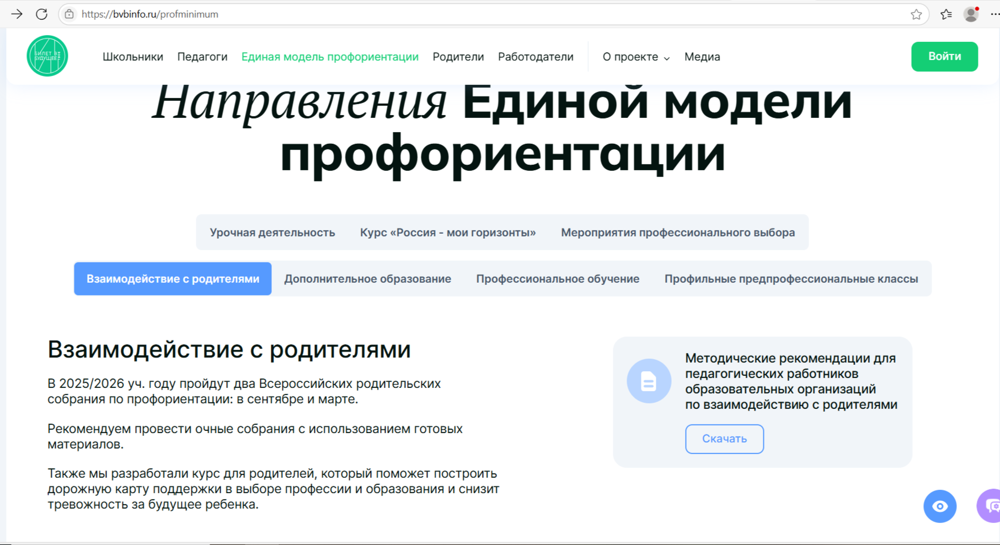 https://bvbinfo.ru/profminimum
БИЛЕТ В
БУДУЩЕЕ
Школьники Педагоги Единая модель профориентации Родители Работодатели О проекте Медиа
Войти
Направления Единой модели
профориентации
Урочная деятельность Курс «Россия - мои горизонты» Мероприятия профессионального выбора
Взаимодействие с родителями Дополнительное образование Профессиональное обучение Профильные предпрофессиональные классы
Взаимодействие с родителями
В 2025/2026 уч. году пройдут два Всероссийских родительских
собрания по профориентации: в сентябре и марте.
Рекомендуем провести очные собрания с использованием готовых
материалов.
Также мы разработали курс для родителей, который поможет построить
дорожную карту поддержки в выборе профессии и образования и снизит
тревожность за будущее ребенка.
Методические рекомендации для
педагогических работников
образовательных организаций
по взаимодействию с родителями
Скачать